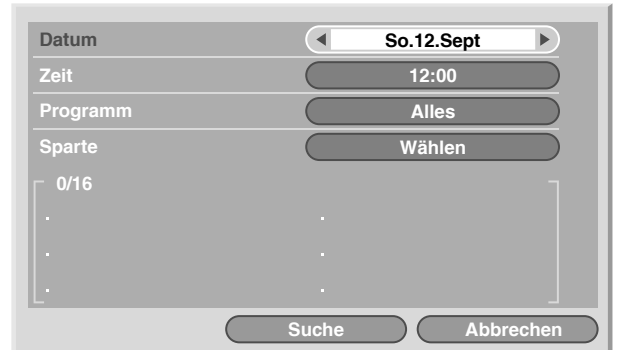 Datum So.12.Sept
Zeit 12:00
Programm Alles
Sparte Wählen
0/16
Suche Abbrechen